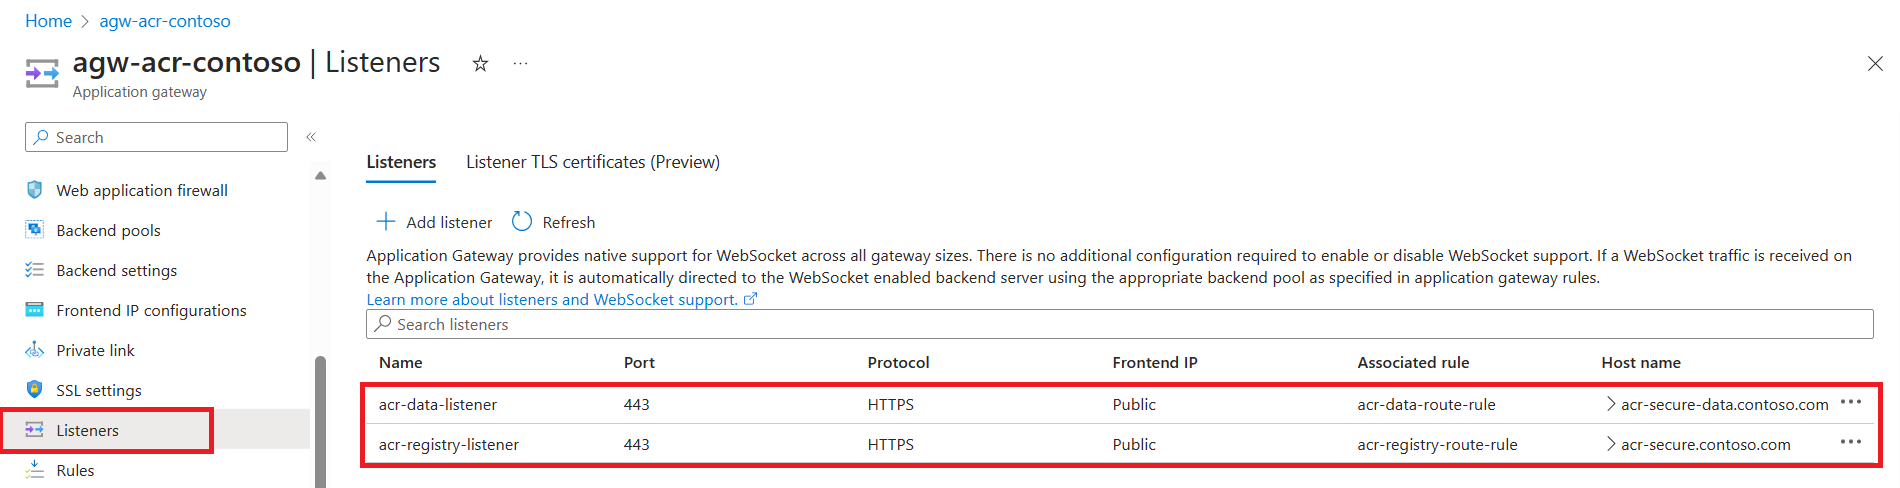 Home > agw-acr-contoso
agw-acr-contoso | Listeners ☆ ...
Application gateway
Search «
Web application firewall
Backend pools
Backend settings
Frontend IP configurations
Private link
SSL settings
Listeners
Rules
Listeners Listener TLS certificates (Preview)
+ Add listener Refresh
Application Gateway provides native support for WebSocket across all gateway sizes. There is no additional configuration required to enable or disable WebSocket support. If a WebSocket traffic is received on
the Application Gateway, it is automatically directed to the WebSocket enabled backend server using the appropriate backend pool as specified in application gateway rules.
Learn more about listeners and WebSocket support.
Search listeners
Name Port Protocol Frontend IP Associated rule Host name
acr-data-listener 443 HTTPS Public acr-data-route-rule > acr-secure-data.contoso.com ...
acr-registry-listener 443 HTTPS Public acr-registry-route-rule > acr-secure.contoso.com ...